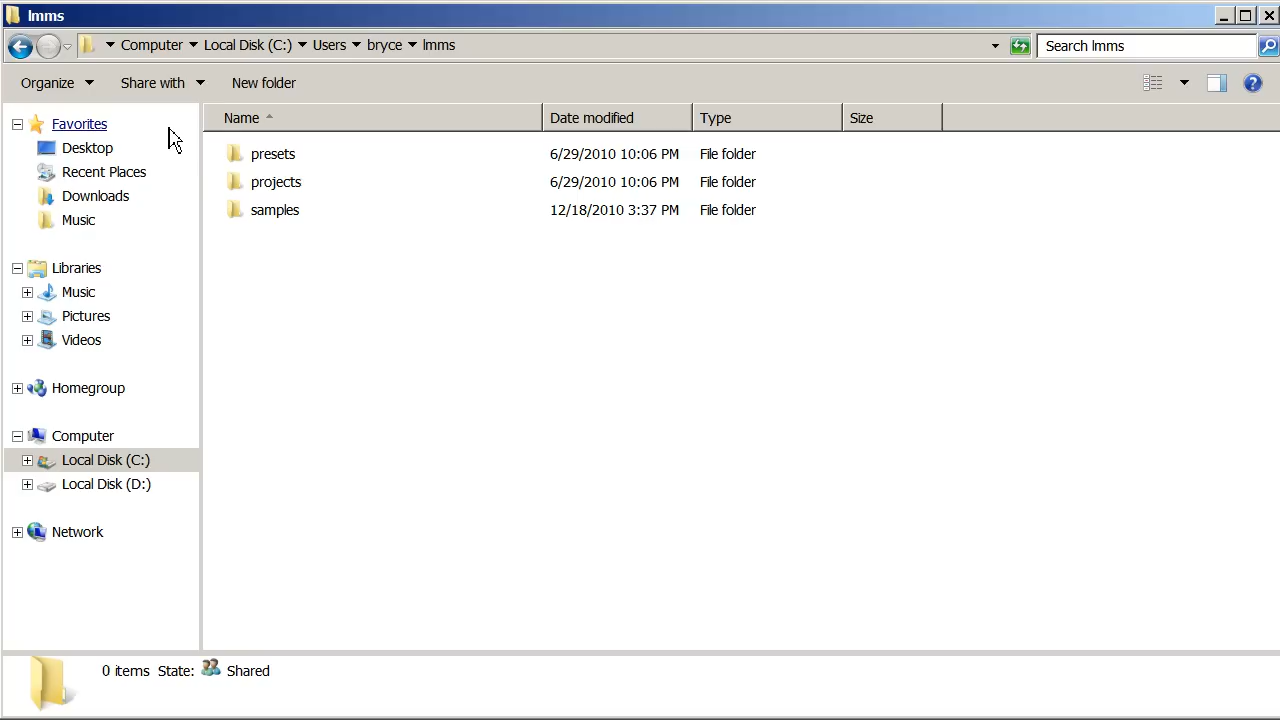 lmms
Computer Local Disk (C:) Users bryce lmms
Search lmms
Organize Share with New folder
Name Date modified Type Size
Favorites
Desktop
Recent Places
Downloads
Music
Libraries
Music
Pictures
Videos
Homegroup
Computer
Local Disk (C:)
Local Disk (D:)
Network
presets 6/29/2010 10:06 PM File folder
projects 6/29/2010 10:06 PM File folder
samples 12/18/2010 3:37 PM File folder
0 items State: Shared